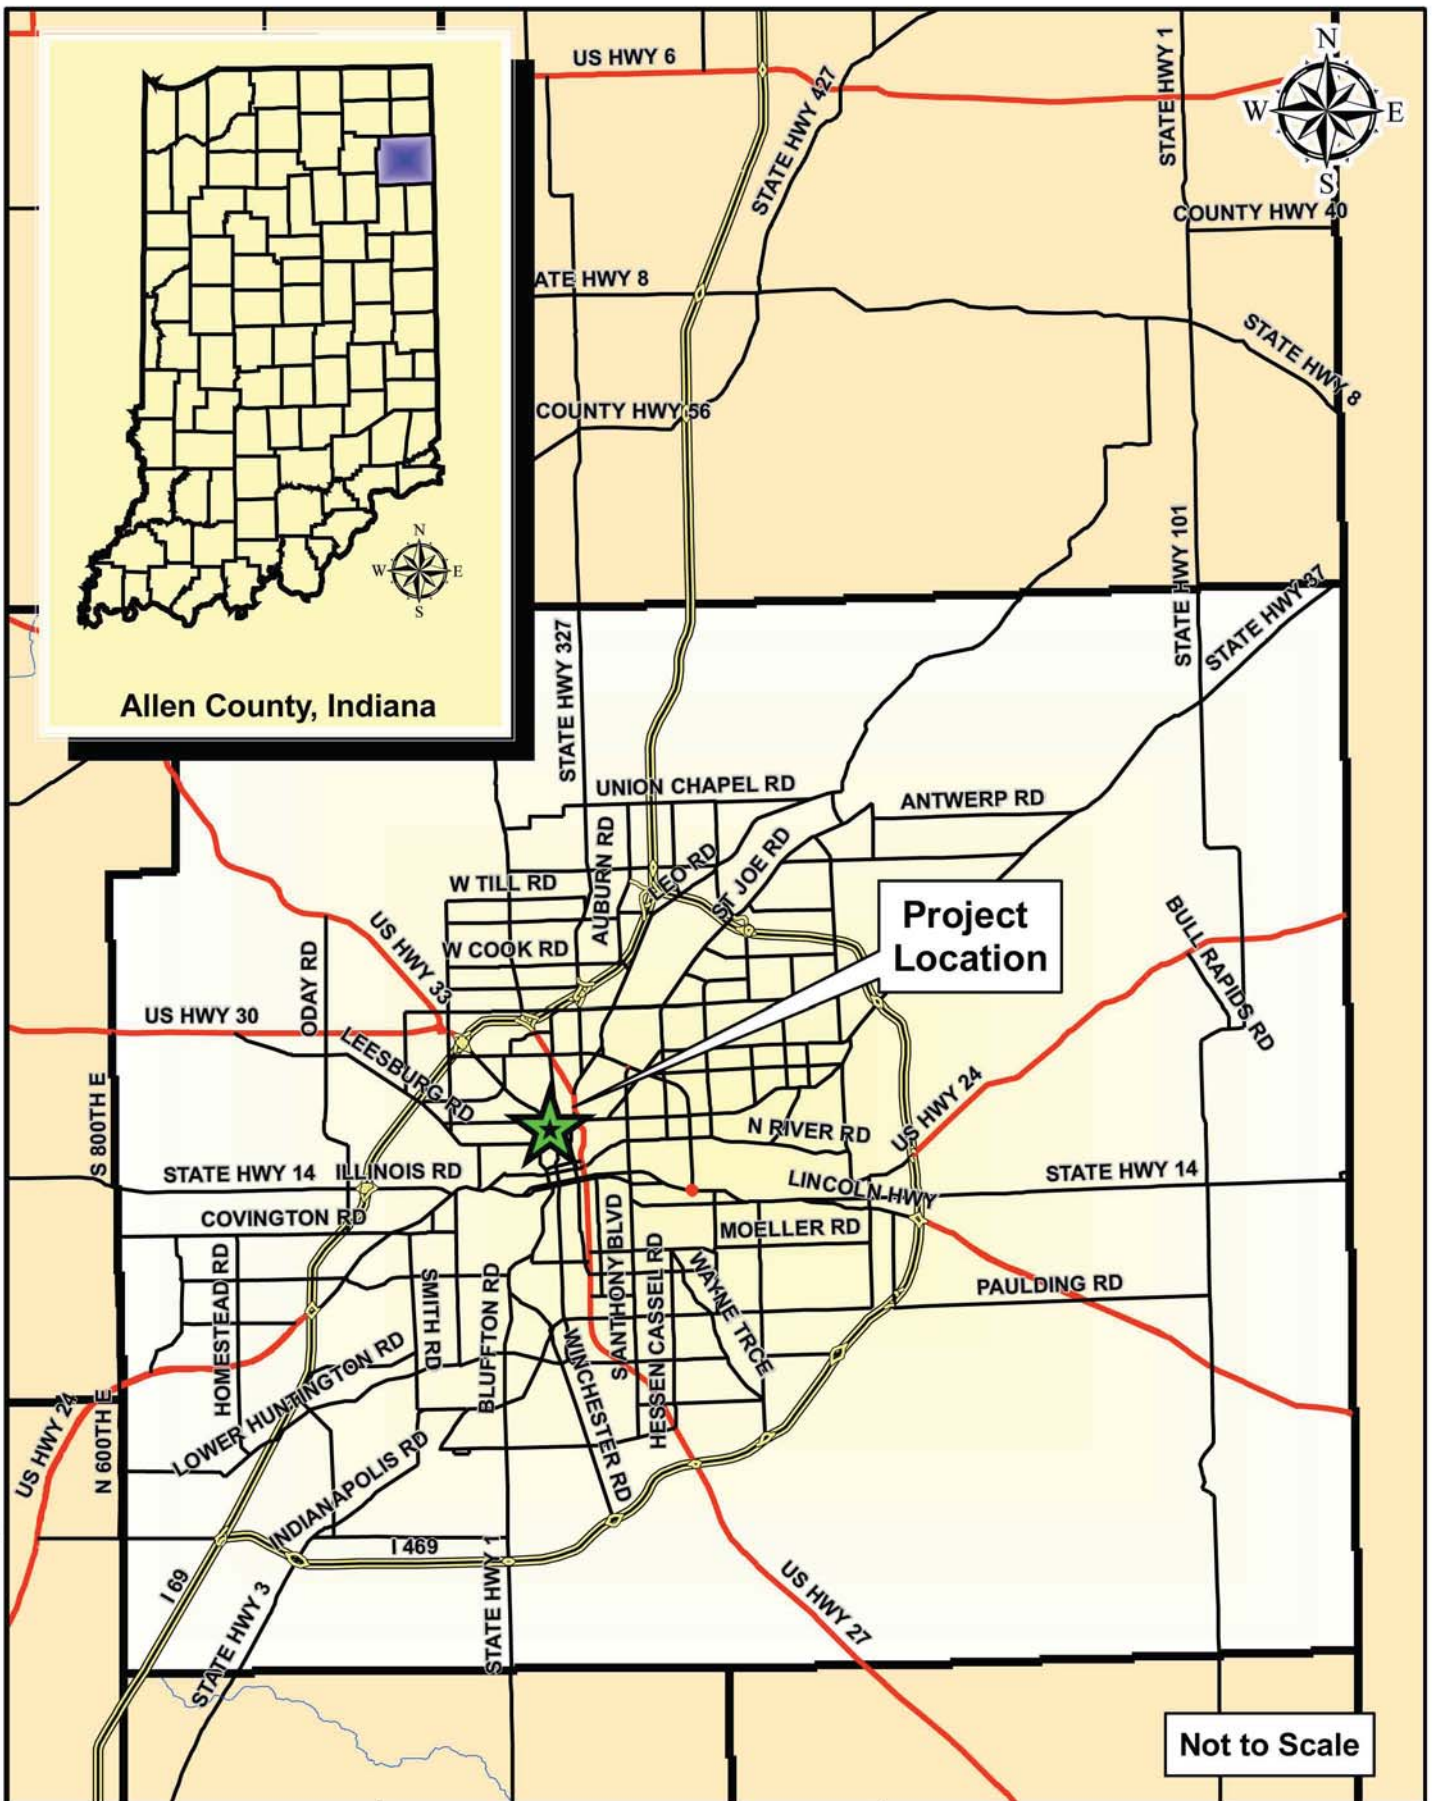 US HWY 6
STATE HWY 427
STATE HWY 1
N
W
E
S
COUNTY HWY 40
ATE HWY 8
STATE HWY 8
COUNTY HWY 56
N
W
E
S
Allen County, Indiana
STATE HWY 101
STATE HWY 37
STATE HWY 327
UNION CHAPEL RD
ANTWERP RD
AUBURN RD
LEO RD
ST JOE RD
W TILL RD
W COOK RD
Project
Location
BULL RAPIDS RD
US HWY 33
ODAY RD
US HWY 30
LEESBURG RD
S 800TH E
US HWY 24
N RIVER RD
STATE HWY 14
ILLINOIS RD
LINCOLN HWY
STATE HWY 14
COVINGTON RD
MOELLER RD
HOMESTEAD RD
SMITH RD
BLUFFTON RD
S ANTHONY BLVD
HESSEN CASSEL RD
WAYNE TRCE
PAULDING RD
WINCHESTER RD
LOWER HUNTINGTON RD
US HWY 24
N 600TH E
INDIANAPOLIS RD
I 469
I 69
STATE HWY 3
STATE HWY 1
US HWY 27
Not to Scale